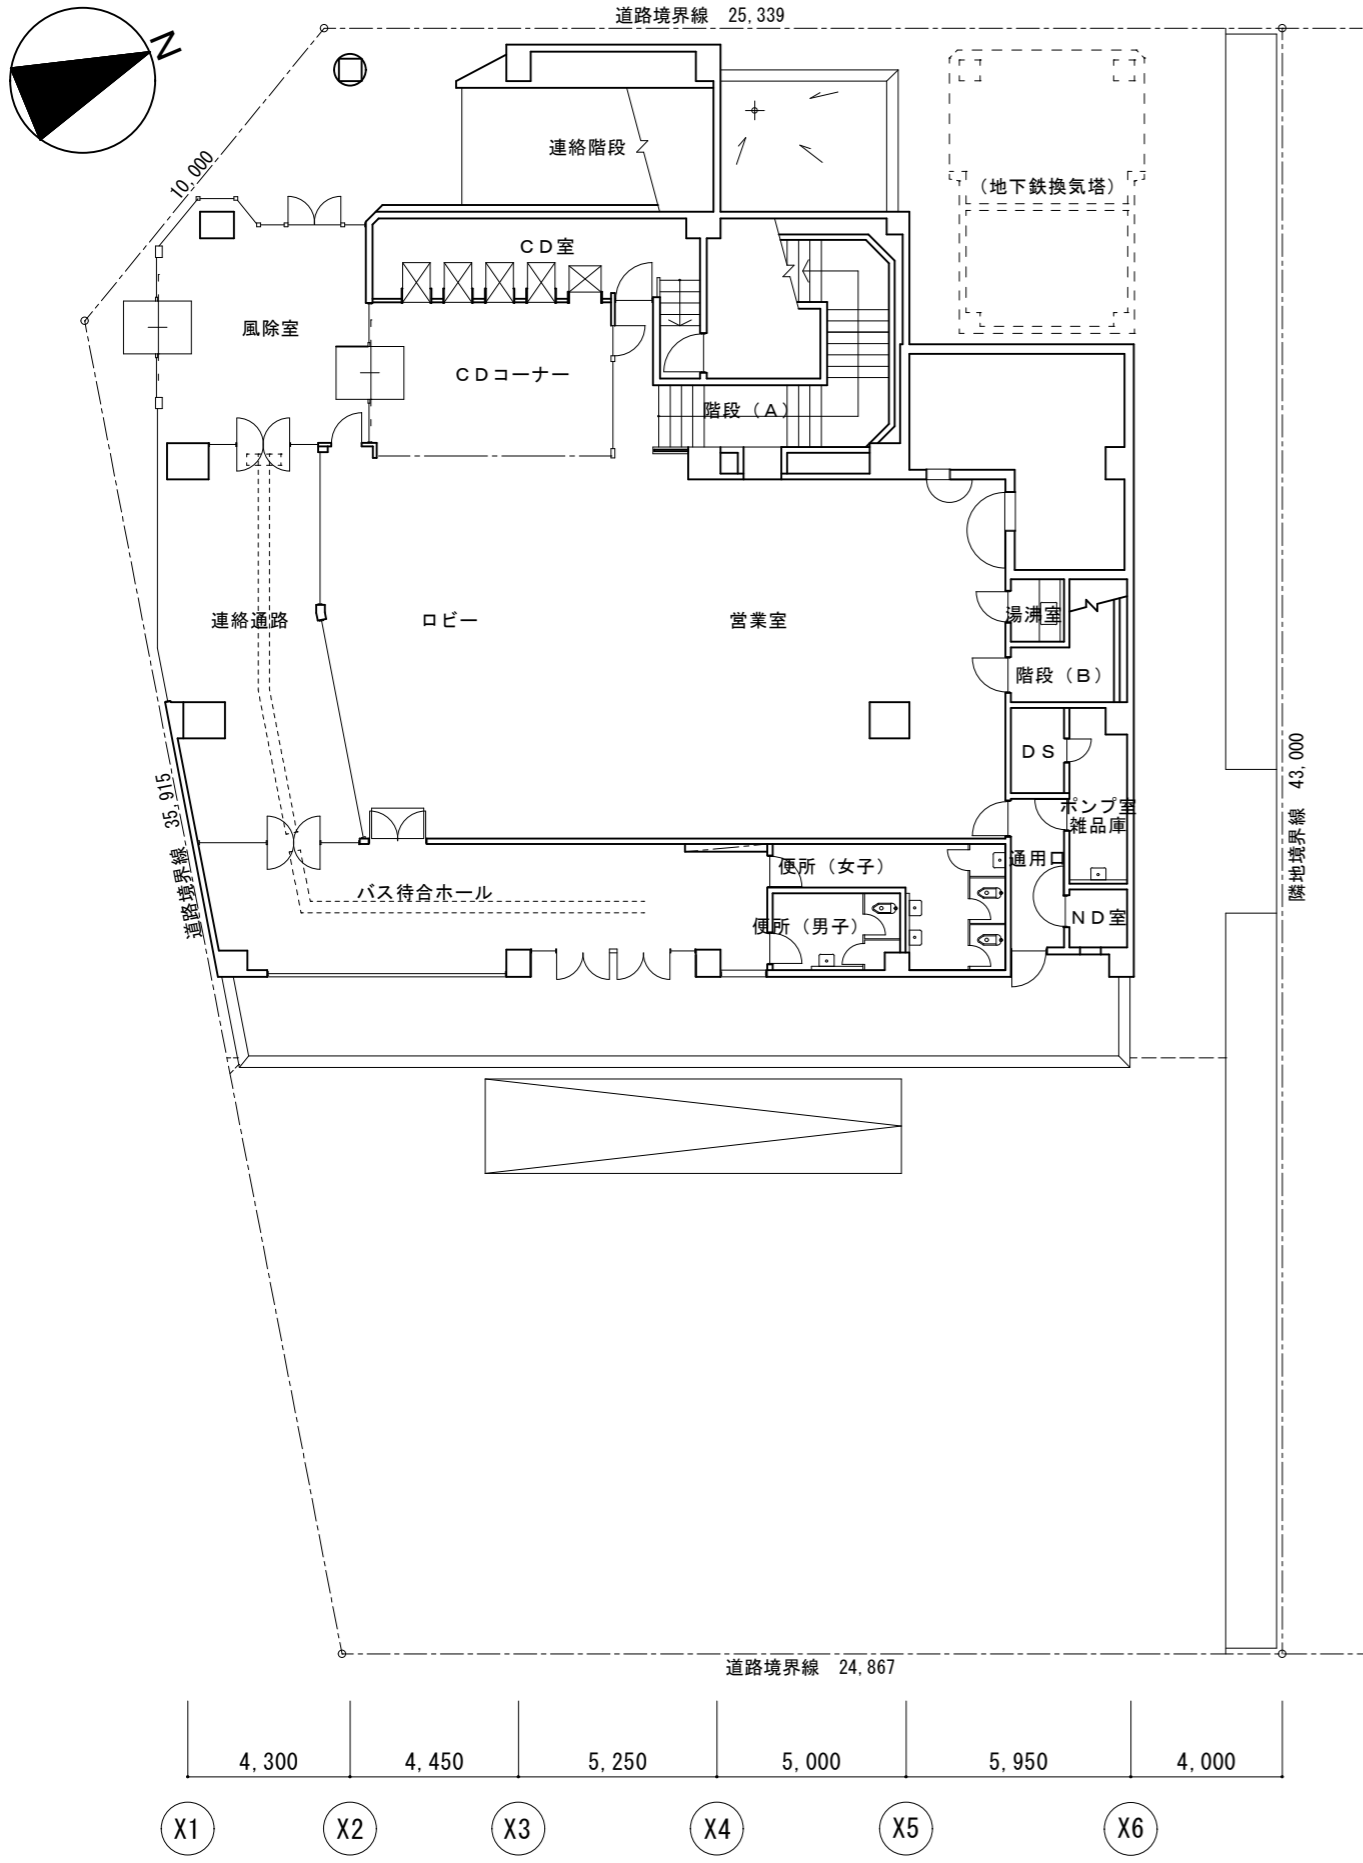 道路境界線 25,339
N
10,000
連絡階段
(地下鉄換気塔)
CD室
風除室
CDコーナー
階段(A)
連絡通路
ロビー
営業室
湯沸室
階段(B)
DS
道路境界線 35,915
隣地境界線 43,000
ポンプ室
雑品庫
便所(女子)
通用口
バス待合ホール
便所(男子)
ND室
道路境界線 24,867
4,300
4,450
5,250
5,000
5,950
4,000
X1
X2
X3
X4
X5
X6